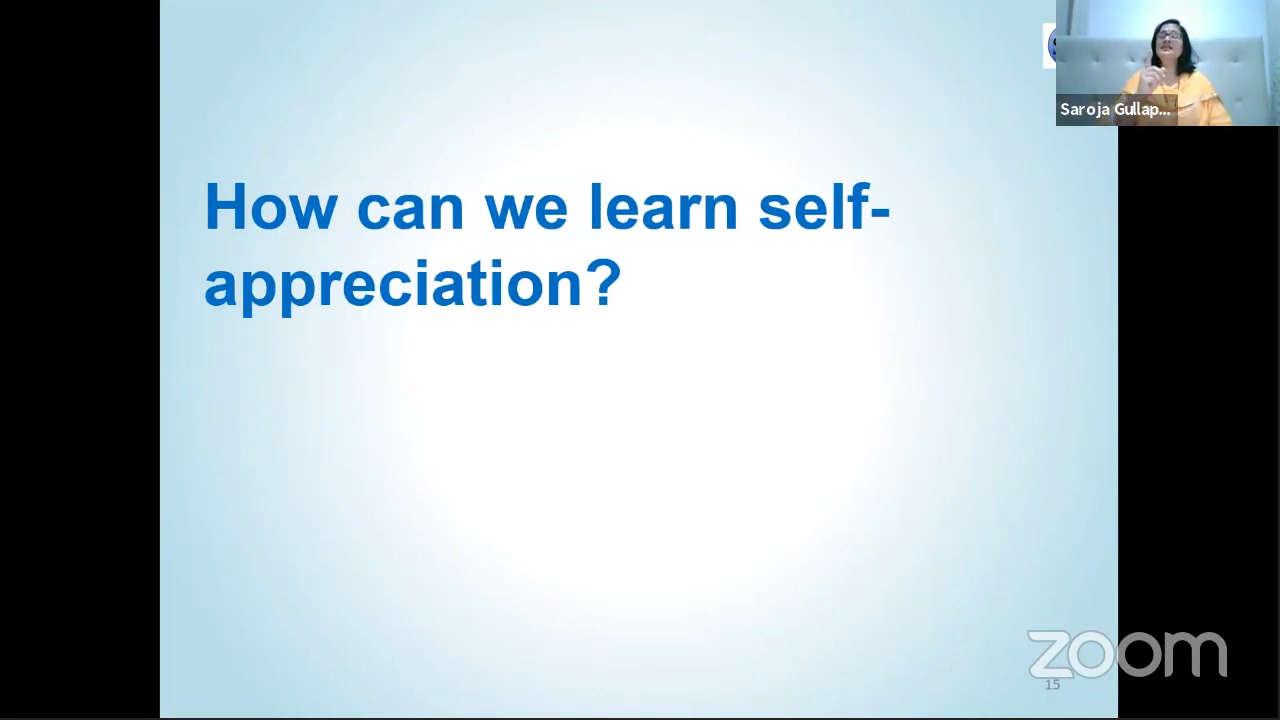 Saroja Gullap...
How can we learn self-
appreciation?
zoom
15